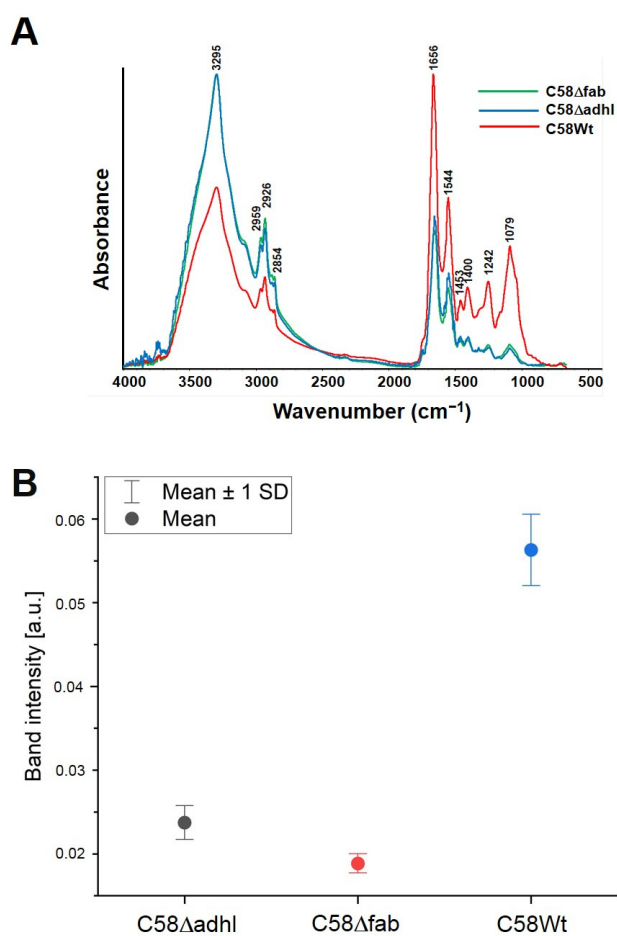 A
3295
2959
2926
2854
1656
1544
1453
1400
1242
1079
C58Δfab
C58Δadhl
C58Wt
Absorbance
4000 3500 3000 2500 2000 1500 1000 500
Wavenumber (cm⁻¹)
B
Mean ± 1 SD
Mean
Band intensity [a.u.]
0.06
0.05
0.04
0.03
0.02
C58Δadhl C58Δfab C58Wt